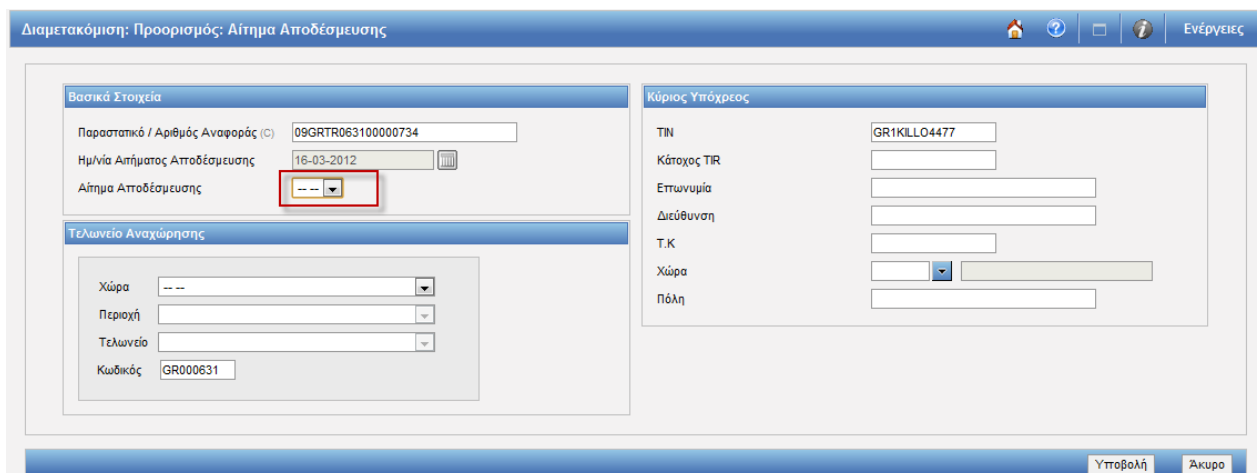 Διαμετακόμιση: Προορισμός: Αίτημα Αποδέσμευσης
Ενέργειες
Βασικά Στοιχεία
Παραστατικό / Αριθμός Αναφοράς (C) 09GRTR063100000734
Ημ/νία Αιτήματος Αποδέσμευσης 16-03-2012
Αίτημα Αποδέσμευσης -- --
Τελωνείο Αναχώρησης
Χώρα -- --
Περιοχή
Τελωνείο
Κωδικός GR000631
Κύριος Υπόχρεος
TIN GR1KILLO4477
Κάτοχος TIR
Επωνυμία
Διεύθυνση
Τ.Κ
Χώρα
Πόλη
Υποβολή Άκυρο